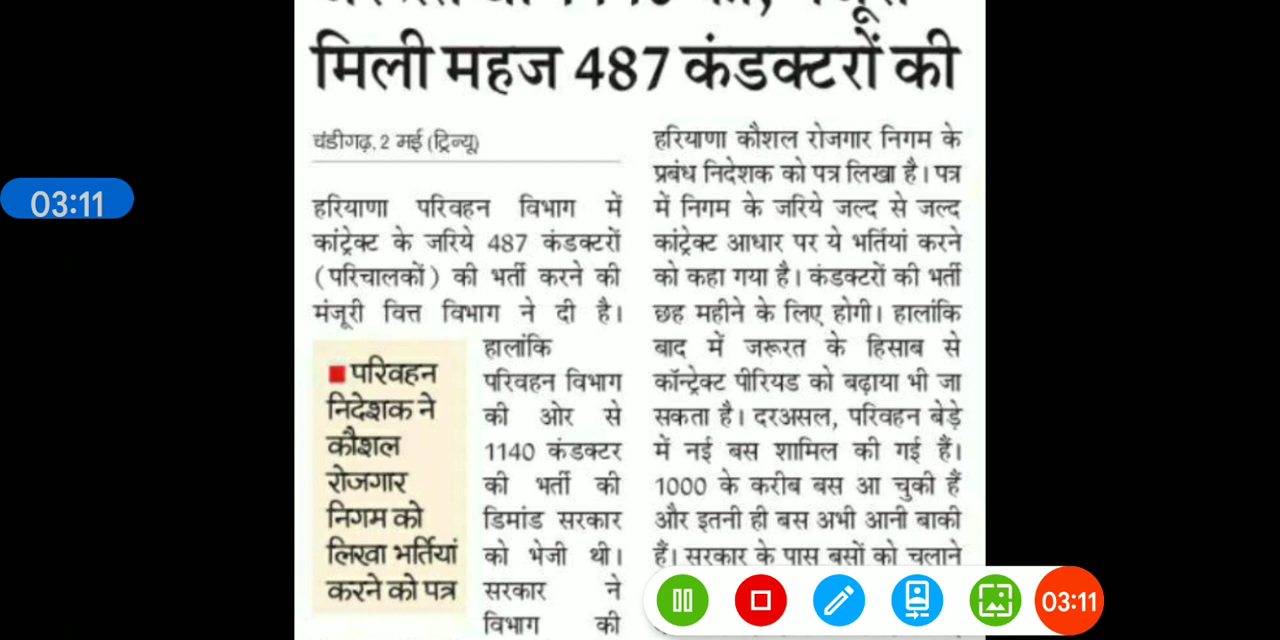 मिली महज 487 कंडक्टरों की
चंडीगढ़, 2 मई (ट्रिन्यू)
हरियाणा परिवहन विभाग में
कांट्रेक्ट के जरिये 487 कंडक्टरों
(परिचालकों) की भर्ती करने की
मंजूरी वित्त विभाग ने दी है।
हालांकि
परिवहन विभाग
की ओर से
1140 कंडक्टर
की भर्ती की
डिमांड सरकार
को भेजी थी।
सरकार ने
विभाग की
परिवहन
निदेशक ने
कौशल
रोजगार
निगम को
लिखा भर्तियां
करने को पत्र
हरियाणा कौशल रोजगार निगम के
प्रबंध निदेशक को पत्र लिखा है। पत्र
में निगम के जरिये जल्द से जल्द
कांट्रेक्ट आधार पर ये भर्तियां करने
को कहा गया है। कंडक्टरों की भर्ती
छह महीने के लिए होगी। हालांकि
बाद में जरूरत के हिसाब से
कॉन्ट्रेक्ट पीरियड को बढ़ाया भी जा
सकता है। दरअसल, परिवहन बेड़े
में नई बस शामिल की गई हैं।
1000 के करीब बस आ चुकी हैं
और इतनी ही बस अभी आनी बाकी
हैं। सरकार के पास बसों को चलाने
03:11
03:11